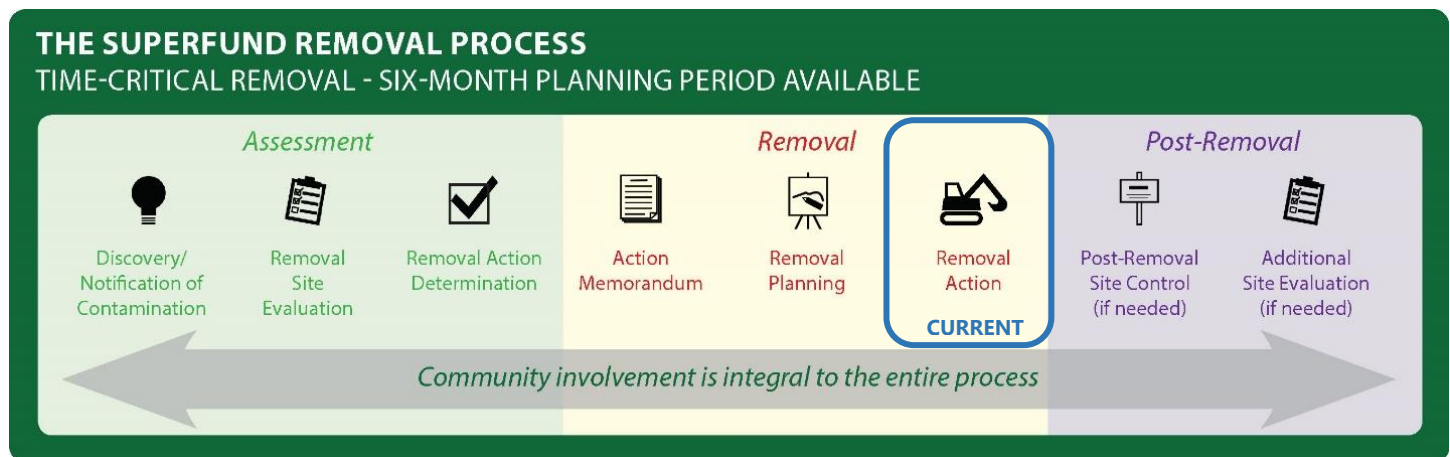 THE SUPERFUND REMOVAL PROCESS
TIME-CRITICAL REMOVAL - SIX-MONTH PLANNING PERIOD AVAILABLE
Assessment
Discovery/
Notification of
Contamination
Removal
Site
Evaluation
Removal Action
Determination
Removal
Action
Memorandum
Removal
Planning
Removal
Action
CURRENT
Post-Removal
Post-Removal
Site Control
(if needed)
Additional
Site Evaluation
(if needed)
Community involvement is integral to the entire process